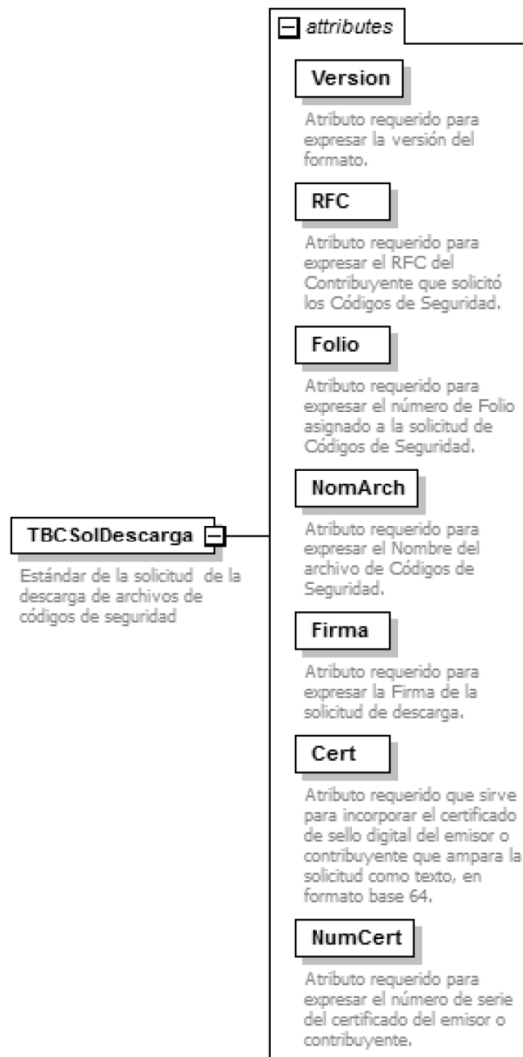 attributes
Version
Atributo requerido para
expresar la versión del
formato.
RFC
Atributo requerido para
expresar el RFC del
Contribuyente que solicitó
los Códigos de Seguridad.
Folio
Atributo requerido para
expresar el número de Folio
asignado a la solicitud de
Códigos de Seguridad.
NomArch
Atributo requerido para
expresar el Nombre del
archivo de Códigos de
Seguridad.
TBCSolDescarga
Estándar de la solicitud de la
descarga de archivos de
códigos de seguridad
Firma
Atributo requerido para
expresar la Firma de la
solicitud de descarga.
Cert
Atributo requerido que sirve
para incorporar el certificado
de sello digital del emisor o
contribuyente que ampara la
solicitud como texto, en
formato base 64.
NumCert
Atributo requerido para
expresar el número de serie
del certificado del emisor o
contribuyente.